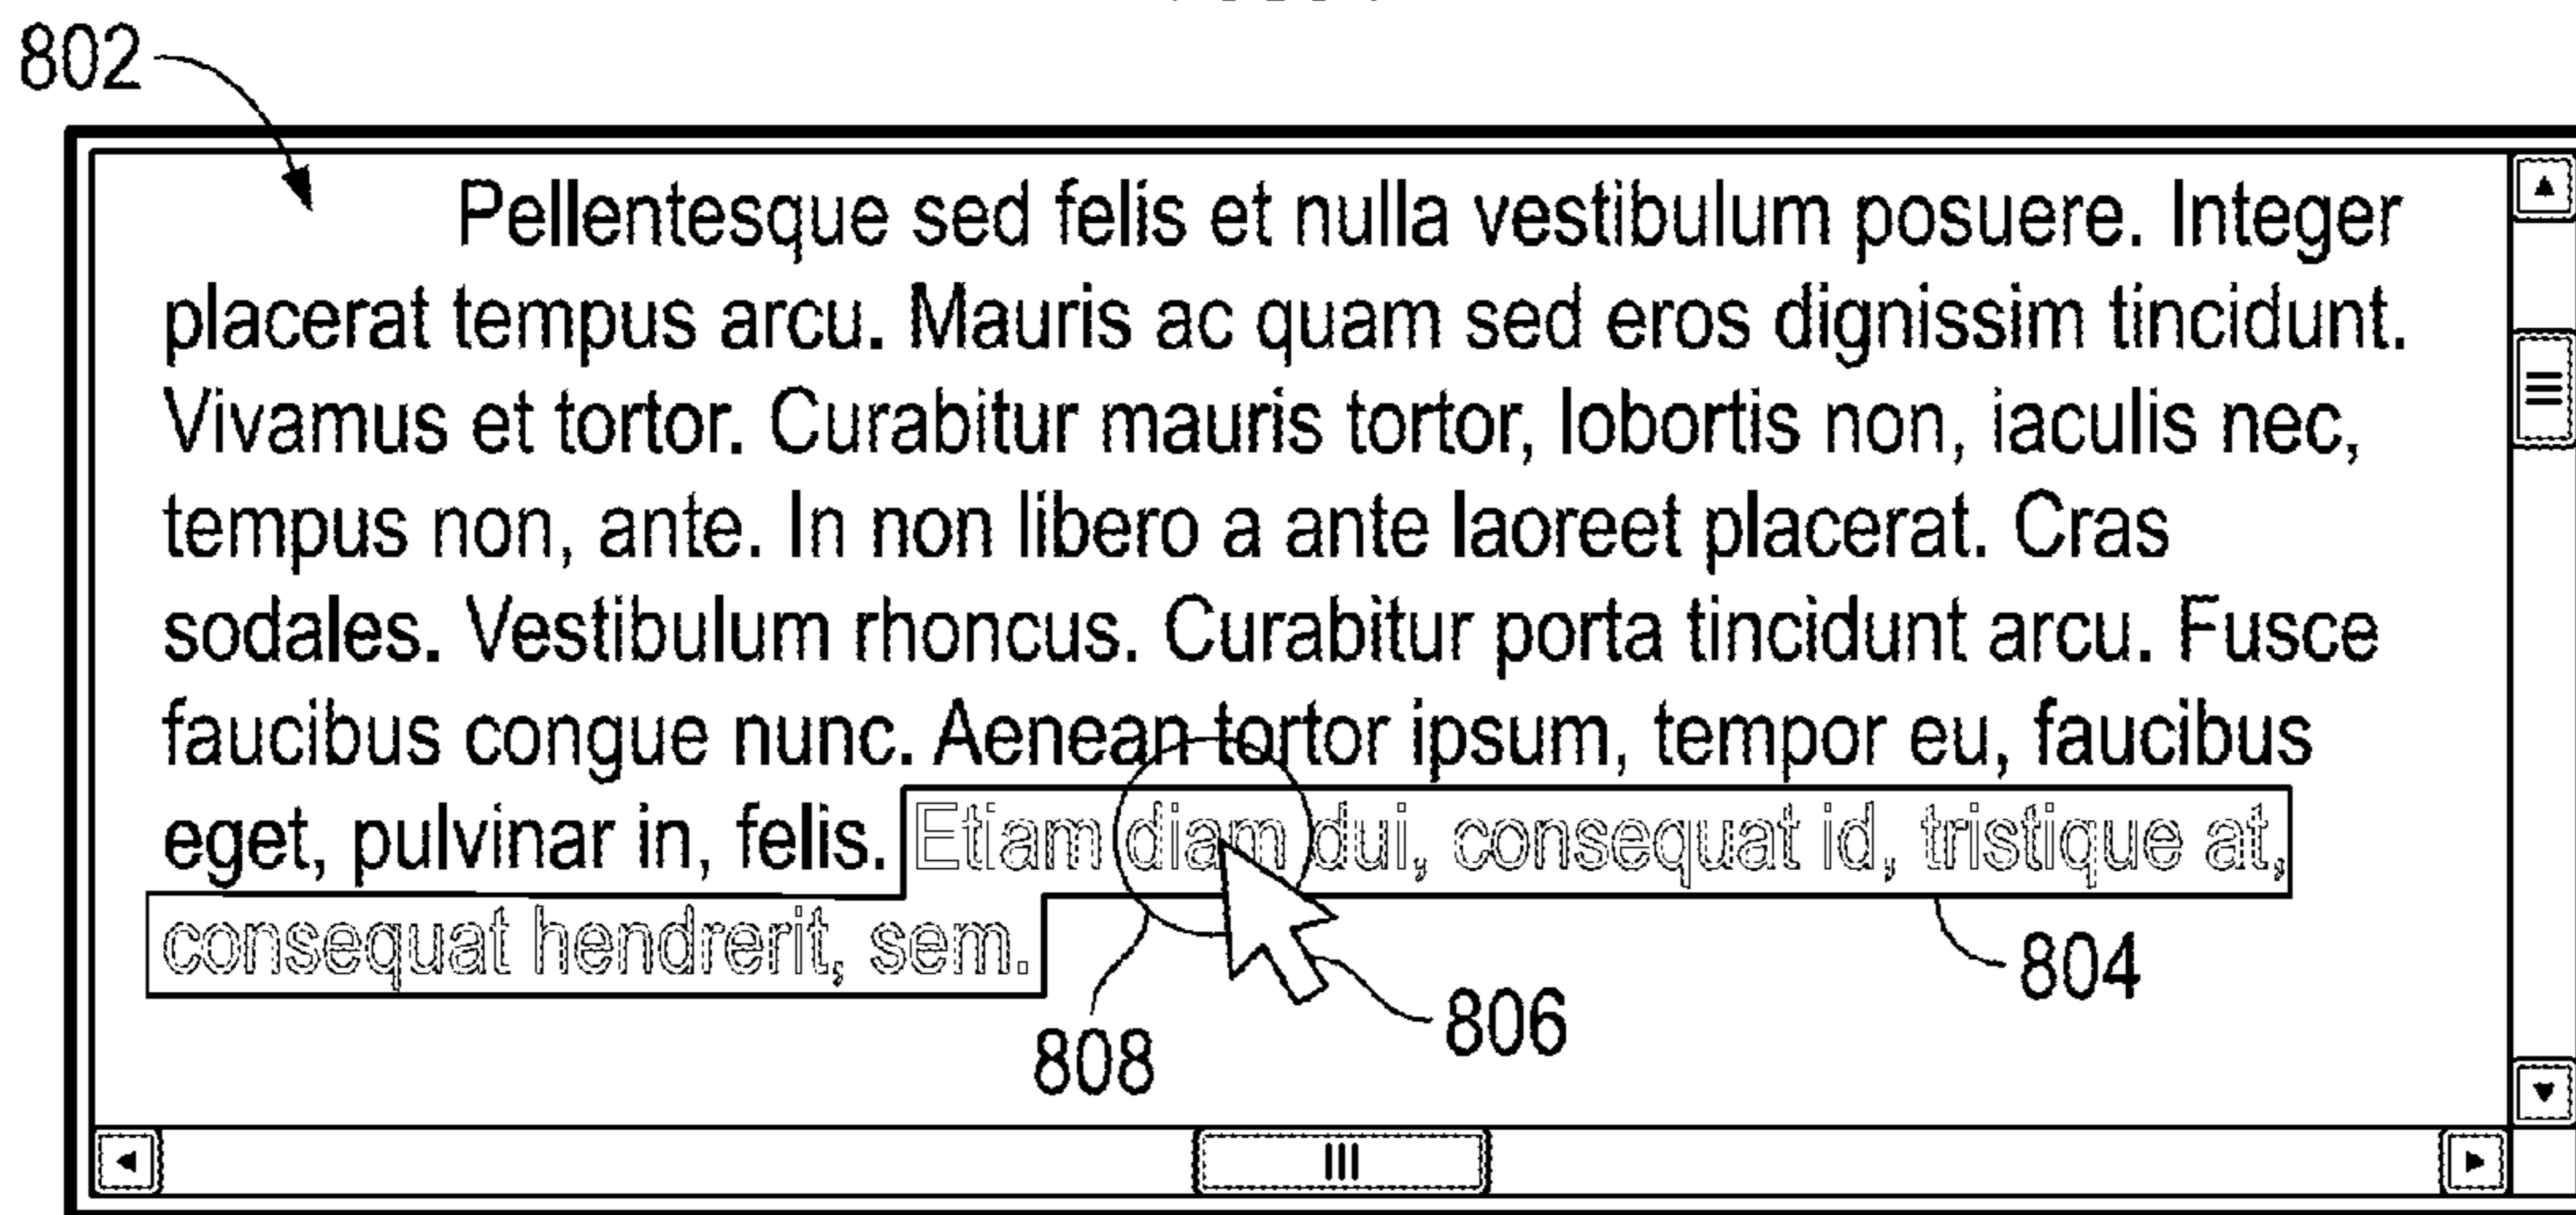 802
Pellentesque sed felis et nulla vestibulum posuere. Integer
placerat tempus arcu. Mauris ac quam sed eros dignissim tincidunt.
Vivamus et tortor. Curabitur mauris tortor, lobortis non, iaculis nec,
tempus non, ante. In non libero a ante laoreet placerat. Cras
sodales. Vestibulum rhoncus. Curabitur porta tincidunt arcu. Fusce
faucibus congue nunc. Aenean tortor ipsum, tempor eu, faucibus
eget, pulvinar in, felis. Etiam diam dui, consequat id, tristique at,
consequat hendrerit, sem.
804
806
808